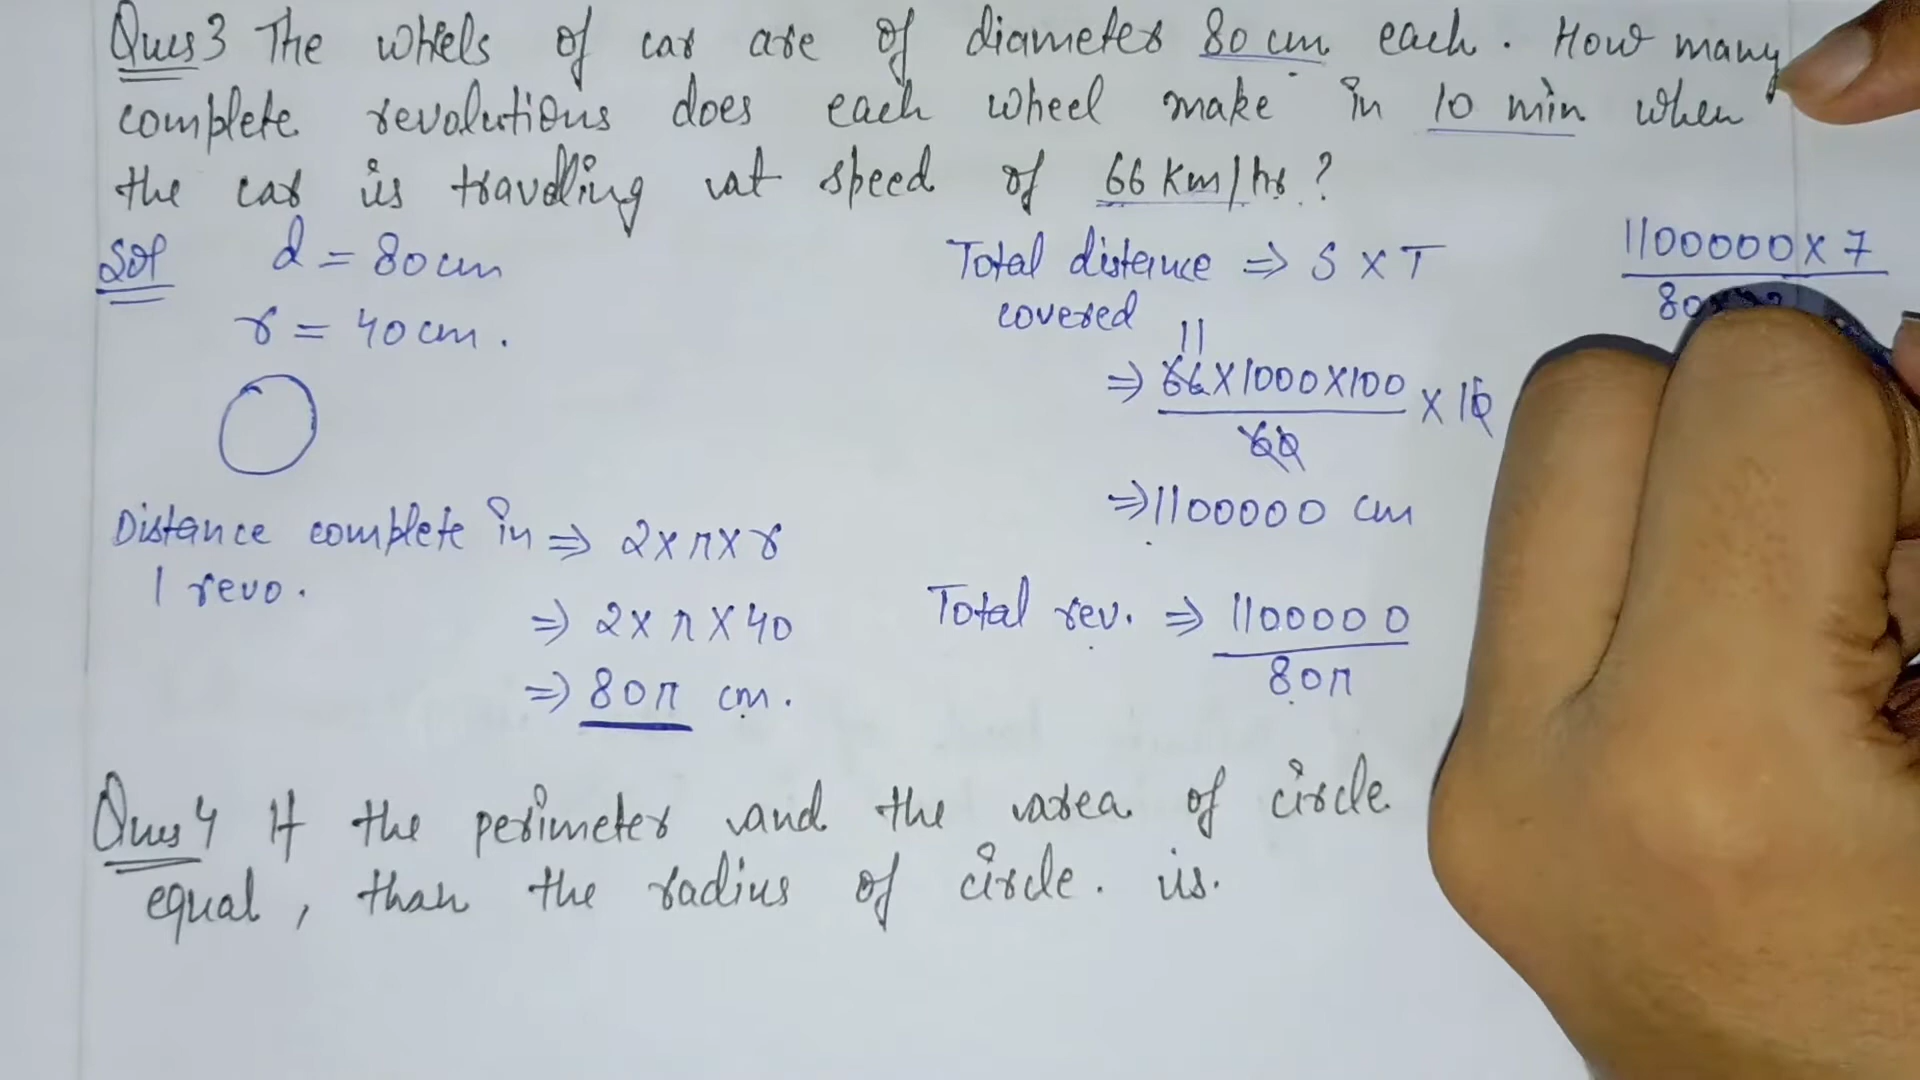 Ques 3 The wheels of car are of diameter 80 cm each. How many
complete revolutions does each wheel make in 10 min when
the car is travelling at speed of 66 Km/hr.?
Sol d = 80 cm
r = 40 cm.
Distance complete in ⇒ 2×π×r
1 revo.
⇒ 2×π×40
⇒ 80π cm.
Total distance ⇒ S × T
covered
11
⇒ 66×1000×100 × 10
60
⇒ 1100000 cm
Total rev. ⇒ 1100000
80π
1100000 × 7
80
Ques 4 If the perimeter and the area of circle
equal, than the radius of circle. is.